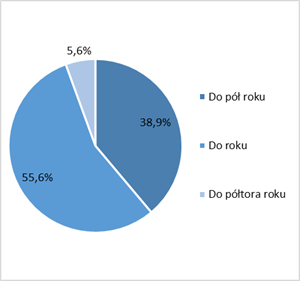 5,6%
38,9%
55,6%
Do pół roku
Do roku
Do półtora roku